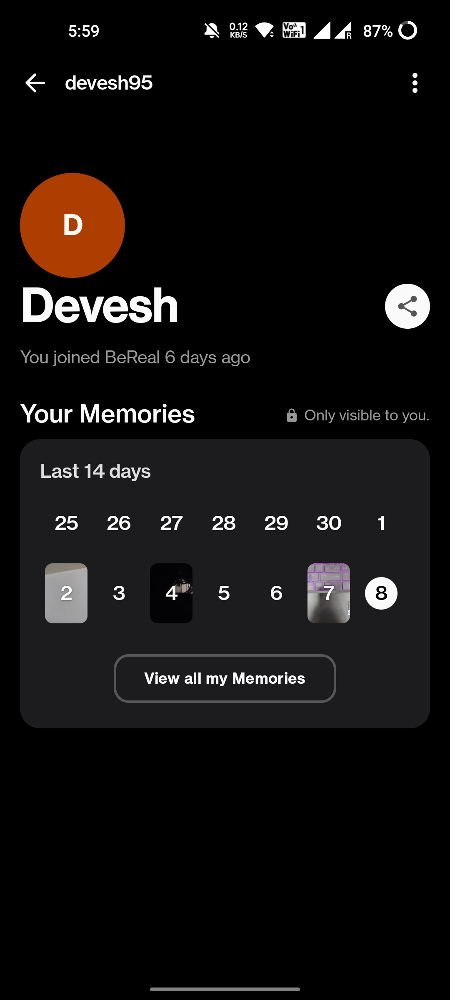 5:59 0.12 KB/S Vo WiFi 1 R 87%
devesh95
D
Devesh
You joined BeReal 6 days ago
Your Memories Only visible to you.
Last 14 days
25 26 27 28 29 30 1
2 3 4 5 6 7 8
View all my Memories